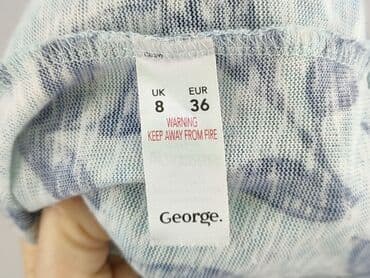 UK EUR
8 36
WARNING
KEEP AWAY FROM FIRE
George.